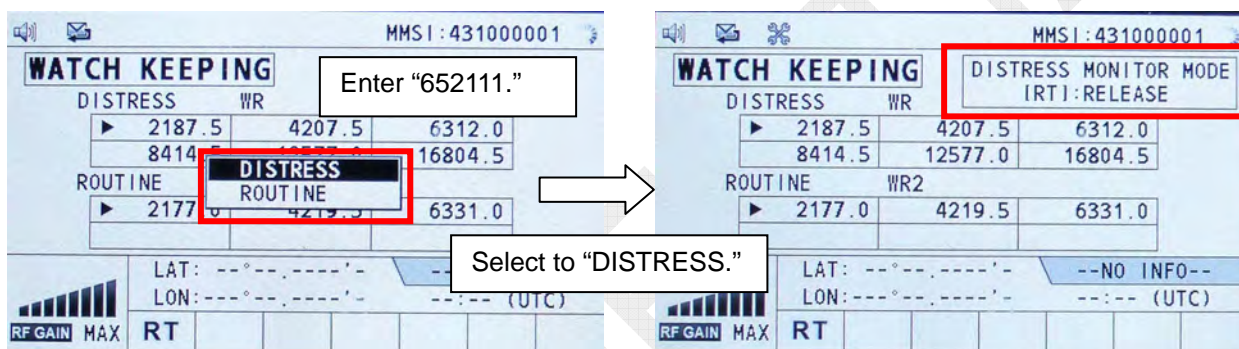 MMSI:431000001
WATCH KEEPING
Enter "652111."
DISTRESS WR
▶ 2187.5 4207.5 6312.0
8414 16804.5
DISTRESS
ROUTINE
ROUTINE
▶ 2177.0 4219.5 6331.0
LAT: --°--.----'- --
LON:---°--.----'- --:-- (UTC)
RF GAIN MAX RT
Select to "DISTRESS."
MMSI:431000001
WATCH KEEPING
DISTRESS MONITOR MODE
[RT]:RELEASE
DISTRESS WR
▶ 2187.5 4207.5 6312.0
8414.5 12577.0 16804.5
ROUTINE WR2
▶ 2177.0 4219.5 6331.0
LAT: --°--.----'- --NO INFO--
LON:---°--.----'- --:-- (UTC)
RF GAIN MAX RT